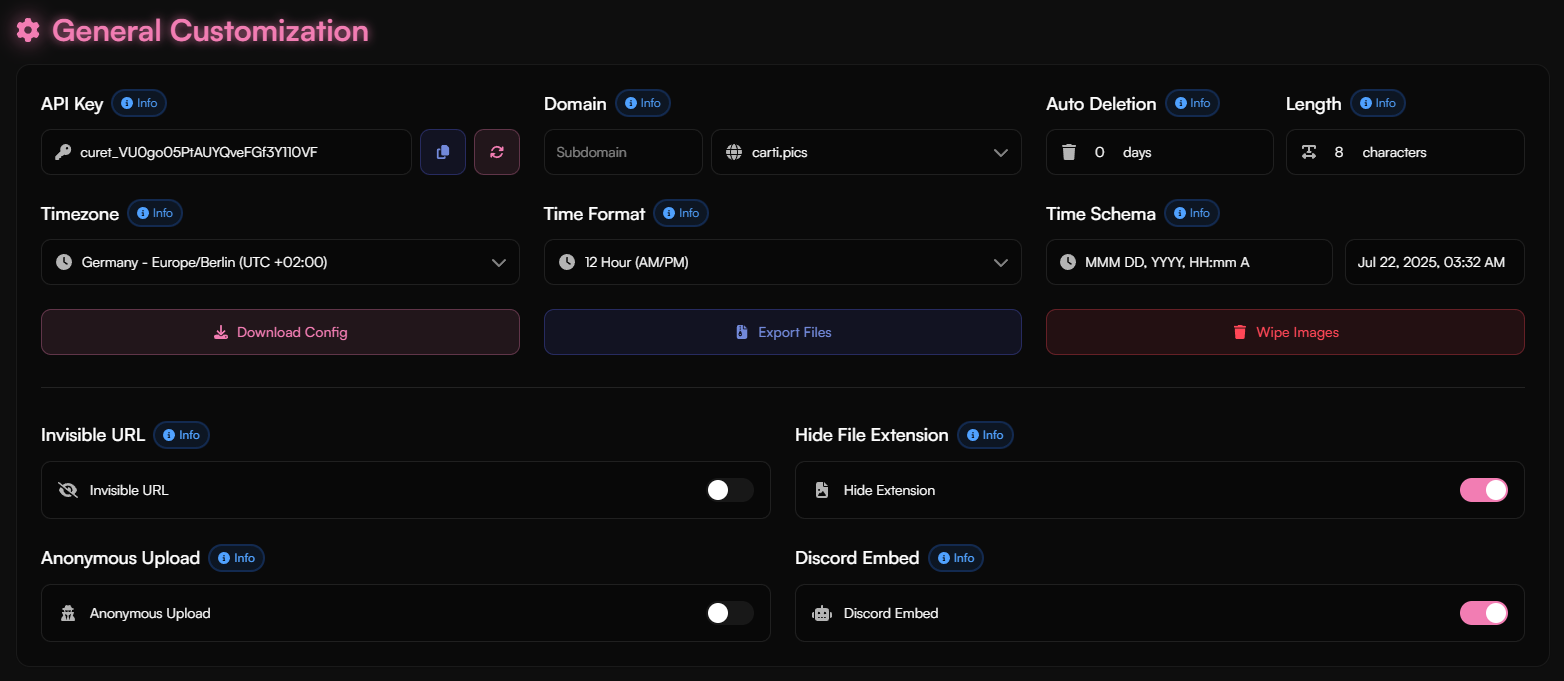 General Customization
API Key Info
Domain Info
Auto Deletion Info
Length Info
curet_VU0go05PtAUYQveFGf3Y110VF
Subdomain
carti.pics
0 days
8 characters
Timezone Info
Time Format Info
Time Schema Info
Germany - Europe/Berlin (UTC +02:00)
12 Hour (AM/PM)
MMM DD, YYYY, HH:mm A
Jul 22, 2025, 03:32 AM
Download Config
Export Files
Wipe Images
Invisible URL Info
Hide File Extension Info
Invisible URL
Hide Extension
Anonymous Upload Info
Discord Embed Info
Anonymous Upload
Discord Embed